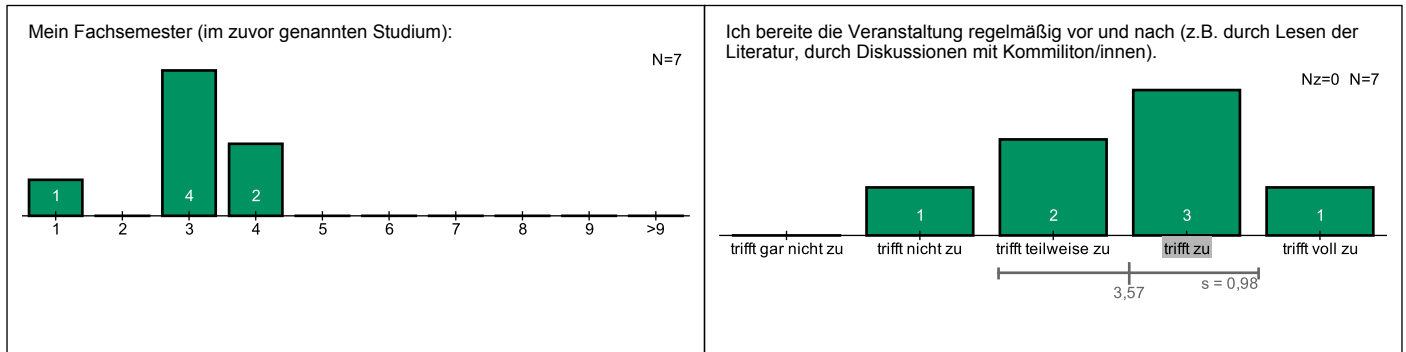 Mein Fachsemester (im zuvor genannten Studium):
N=7
1 4 2
1 2 3 4 5 6 7 8 9 >9
Ich bereite die Veranstaltung regelmäßig vor und nach (z.B. durch Lesen der
Literatur, durch Diskussionen mit Kommiliton/innen).
Nz=0 N=7
1 2 3 1
trifft gar nicht zu trifft nicht zu trifft teilweise zu trifft zu trifft voll zu
3,57 s = 0,98